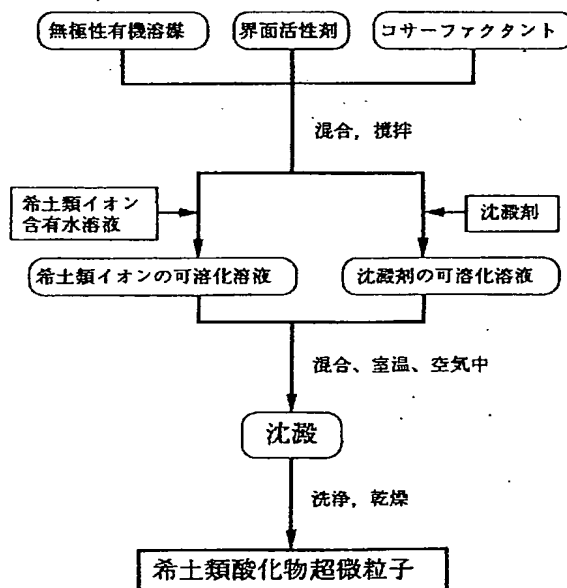 無極性有機溶媒
界面活性剤
コサーファクタント
混合，撹拌
希土類イオン
含有水溶液
沈澱剤
希土類イオンの可溶化溶液
沈澱剤の可溶化溶液
混合、室温、空気中
沈澱
洗浄，乾燥
希土類酸化物超微粒子